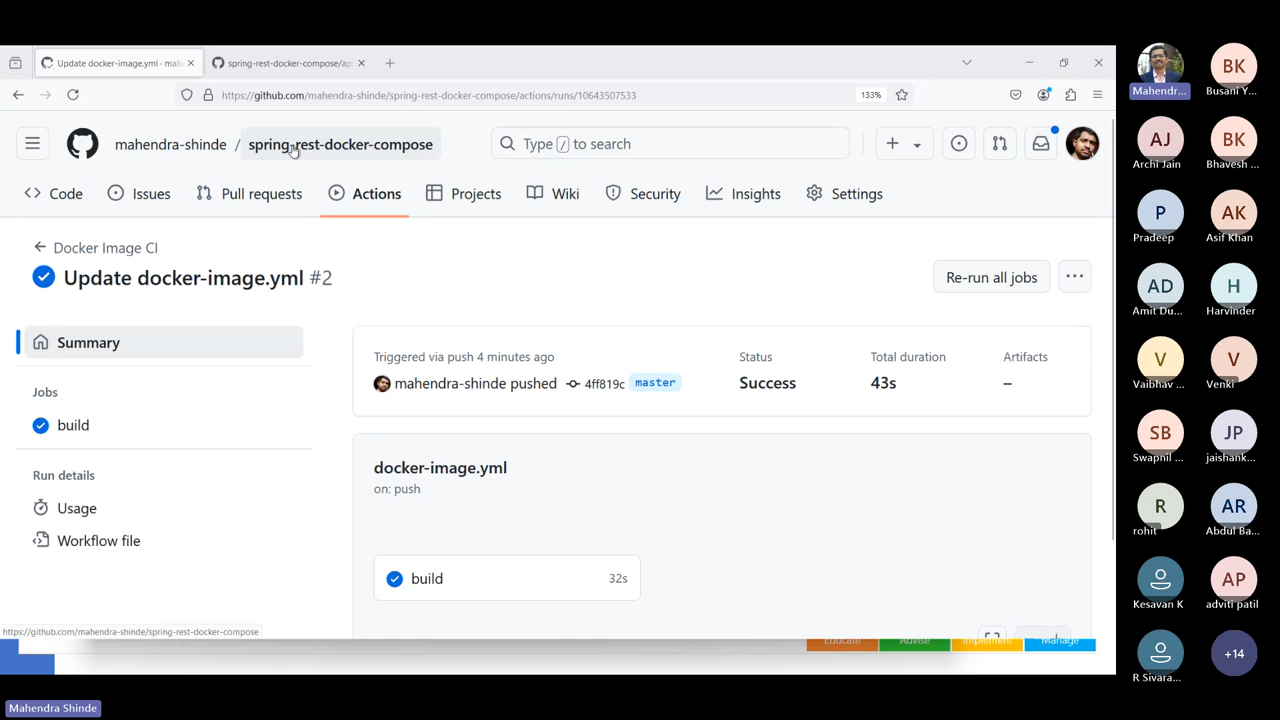 Update docker-image.yml · mahe
spring-rest-docker-compose/api
https://github.com/mahendra-shinde/spring-rest-docker-compose/actions/runs/10643507533
133%
mahendra-shinde / spring-rest-docker-compose
Type / to search
Code
Issues
Pull requests
Actions
Projects
Wiki
Security
Insights
Settings
Docker Image CI
Update docker-image.yml #2
Re-run all jobs
Summary
Jobs
build
Run details
Usage
Workflow file
Triggered via push 4 minutes ago
mahendra-shinde pushed 4ff819c master
Status
Success
Total duration
43s
Artifacts
–
docker-image.yml
on: push
build 32s
https://github.com/mahendra-shinde/spring-rest-docker-compose
Educate Advise Implement Manage
Mahendra Shinde
Mahendr...
BK
Busani Y...
AJ
Archi Jain
BK
Bhavesh ...
P
Pradeep
AK
Asif Khan
AD
Amit Du...
H
Harvinder
V
Vaibhav ...
V
Venki
SB
Swapnil ...
JP
jaishank...
R
rohit
AR
Abdul Ba...
Kesavan K
AP
adviti patil
R Sivara...
+14